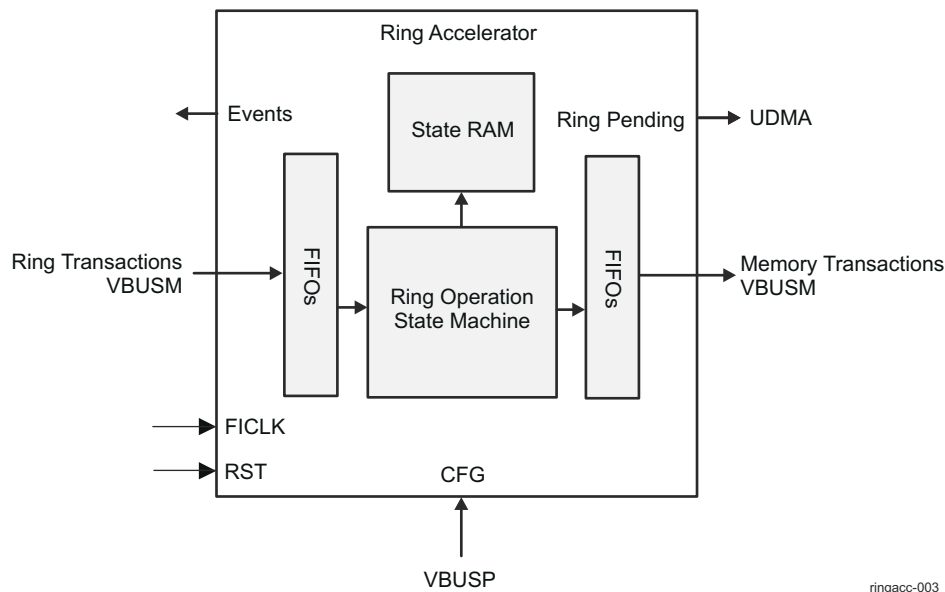 Ring Accelerator
Events
State RAM
Ring Pending
UDMA
FIFOs
Ring Transactions
VBUSM
Ring Operation
State Machine
FIFOs
Memory Transactions
VBUSM
FICLK
RST
CFG
VBUSP
ringacc-003